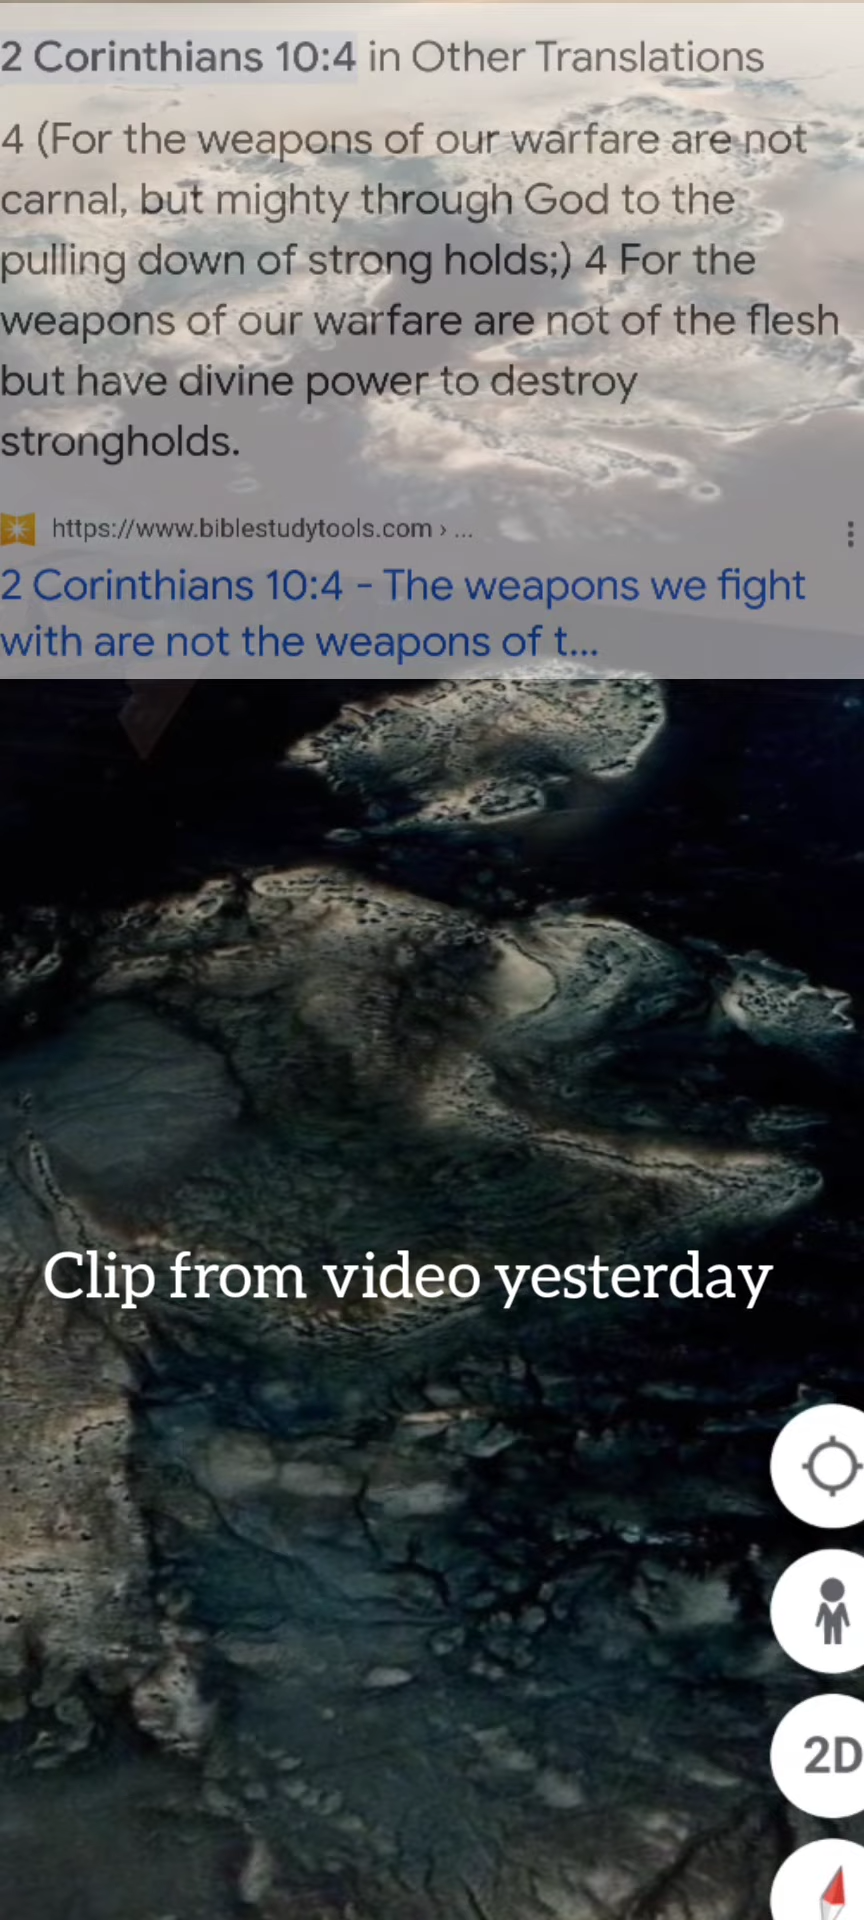 2 Corinthians 10:4 in Other Translations
4 (For the weapons of our warfare are not
carnal, but mighty through God to the
pulling down of strong holds;) 4 For the
weapons of our warfare are not of the flesh
but have divine power to destroy
strongholds.
https://www.biblestudytools.com › ...
2 Corinthians 10:4 - The weapons we fight
with are not the weapons of t...
Clip from video yesterday
2D